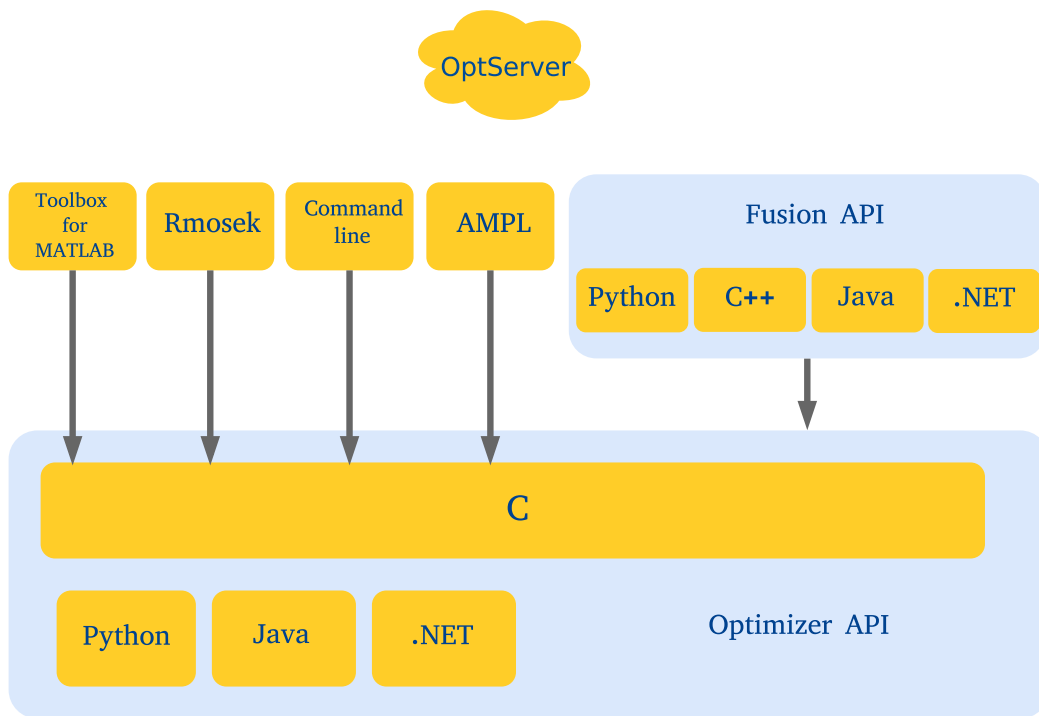 OptServer
Toolbox
for
MATLAB
Rmosek
Command
line
AMPL
Fusion API
Python
C++
Java
.NET
C
Python
Java
.NET
Optimizer API